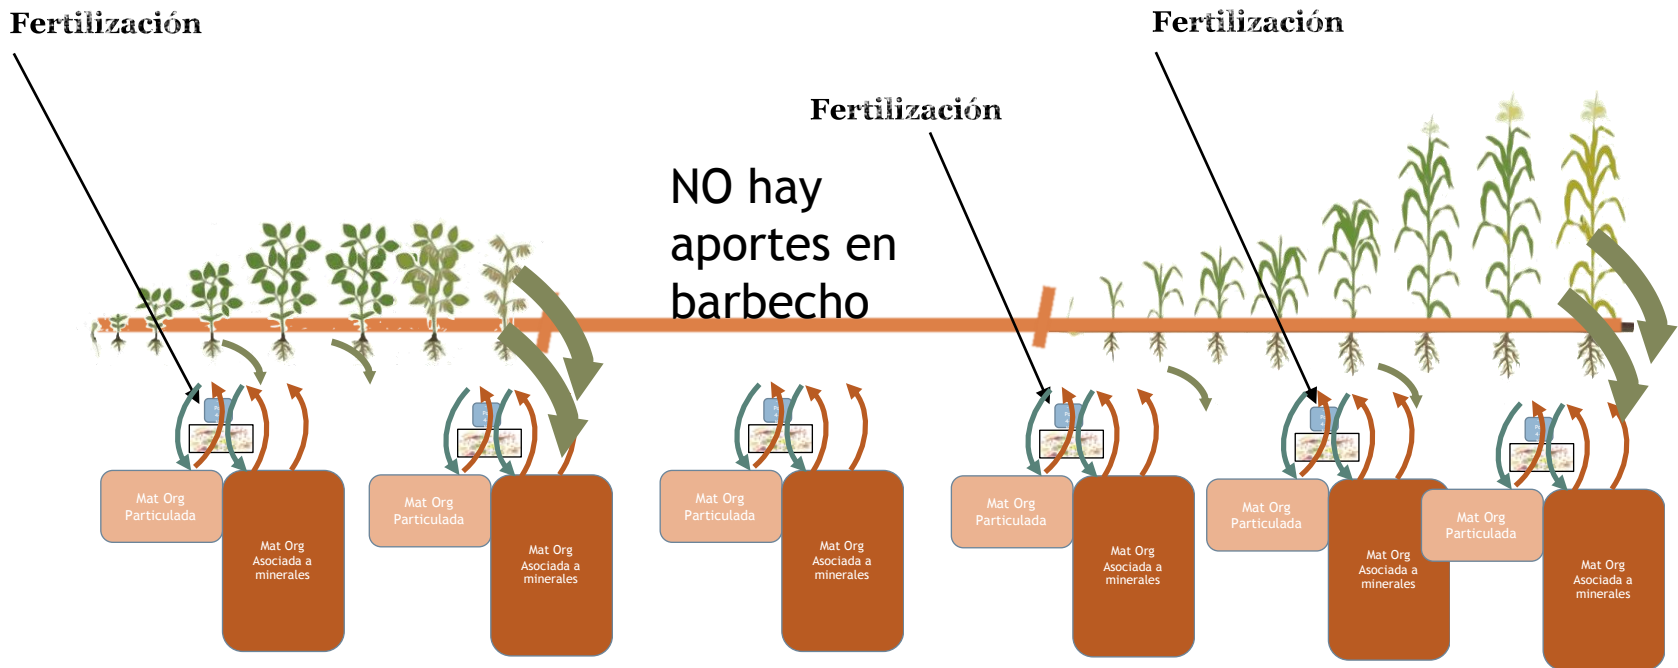 Fertilización
Fertilización
Fertilización
NO hay
aportes en
barbecho
Mat Org
Particulada
Mat Org
Asociada a
minerales
Mat Org
Particulada
Mat Org
Asociada a
minerales
Mat Org
Particulada
Mat Org
Asociada a
minerales
Mat Org
Particulada
Mat Org
Asociada a
minerales
Mat Org
Particulada
Mat Org
Asociada a
minerales
Mat Org
Particulada
Mat Org
Asociada a
minerales